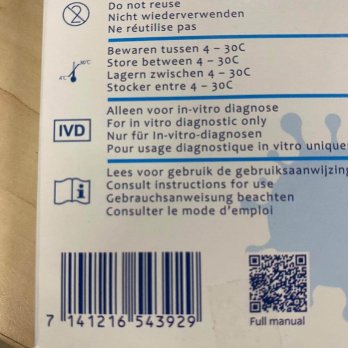 Do not reuse
Nicht wiederverwenden
Ne réutilise pas
30°C
4°C
Bewaren tussen 4 – 30C
Store between 4 – 30C
Lagern zwischen 4 – 30C
Stocker entre 4 – 30C
IVD
Alleen voor in-vitro diagnose
For in vitro diagnostic only
Nur für In-vitro-diagnosen
Pour usage diagnostique in vitro unique
Lees voor gebruik de gebruiksaanwijzing
Consult instructions for use
Gebrauchsanweisung beachten
Consulter le mode d'emploi
7 141216 543929
Full manual